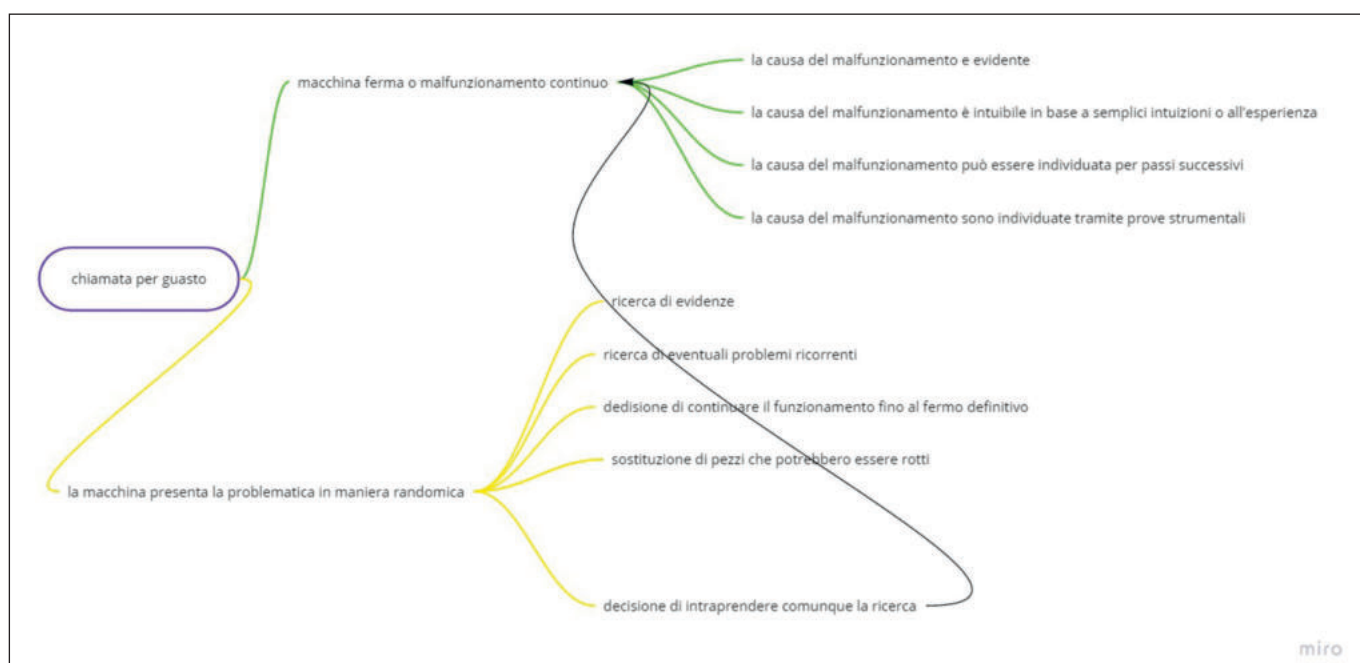 macchina ferma o malfunzionamento continuo
la causa del malfunzionamento e evidente
la causa del malfunzionamento è intuibile in base a semplici intuizioni o all'esperienza
la causa del malfunzionamento può essere individuata per passi successivi
la causa del malfunzionamento sono individuate tramite prove strumentali
chiamata per guasto
ricerca di evidenze
ricerca di eventuali problemi ricorrenti
dedisione di continuare il funzionamento fino al fermo definitivo
sostituzione di pezzi che potrebbero essere rotti
la macchina presenta la problematica in maniera randomica
decisione di intraprendere comunque la ricerca
miro